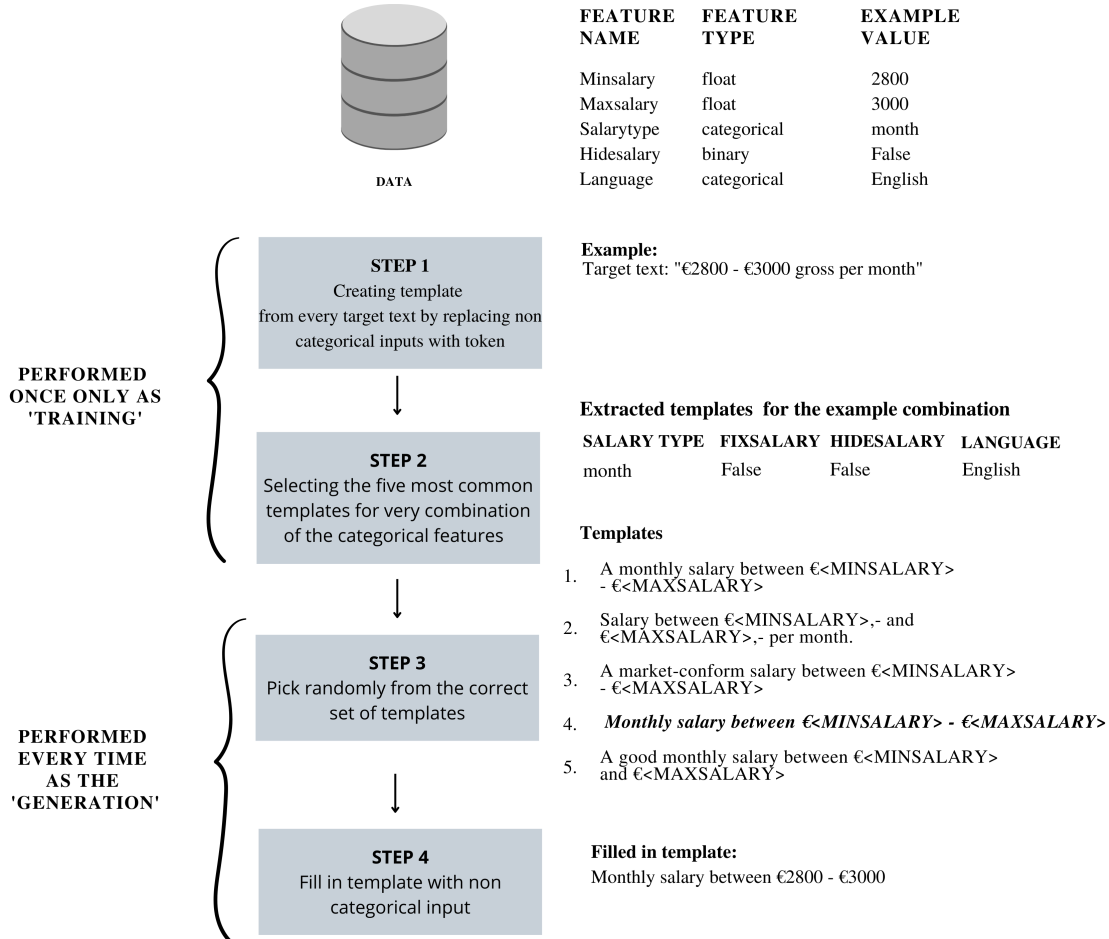 FEATURE NAME FEATURE TYPE EXAMPLE VALUE
Minsalary float 2800
Maxsalary float 3000
Salarytype categorical month
Hidesalary binary False
Language categorical English
DATA
PERFORMED
ONCE ONLY AS
'TRAINING'
STEP 1
Creating template
from every target text by replacing non
categorical inputs with token
Example:
Target text: "€2800 - €3000 gross per month"
STEP 2
Selecting the five most common
templates for very combination
of the categorical features
Extracted templates for the example combination
SALARY TYPE FIXSALARY HIDESALARY LANGUAGE
month False False English
Templates
1. A monthly salary between €<MINSALARY>
- €<MAXSALARY>
2. Salary between €<MINSALARY>,- and
€<MAXSALARY>,- per month.
3. A market-conform salary between €<MINSALARY>
- €<MAXSALARY>
4. Monthly salary between €<MINSALARY> - €<MAXSALARY>
5. A good monthly salary between €<MINSALARY>
and €<MAXSALARY>
PERFORMED
EVERY TIME
AS THE
'GENERATION'
STEP 3
Pick randomly from the correct
set of templates
STEP 4
Fill in template with non
categorical input
Filled in template:
Monthly salary between €2800 - €3000